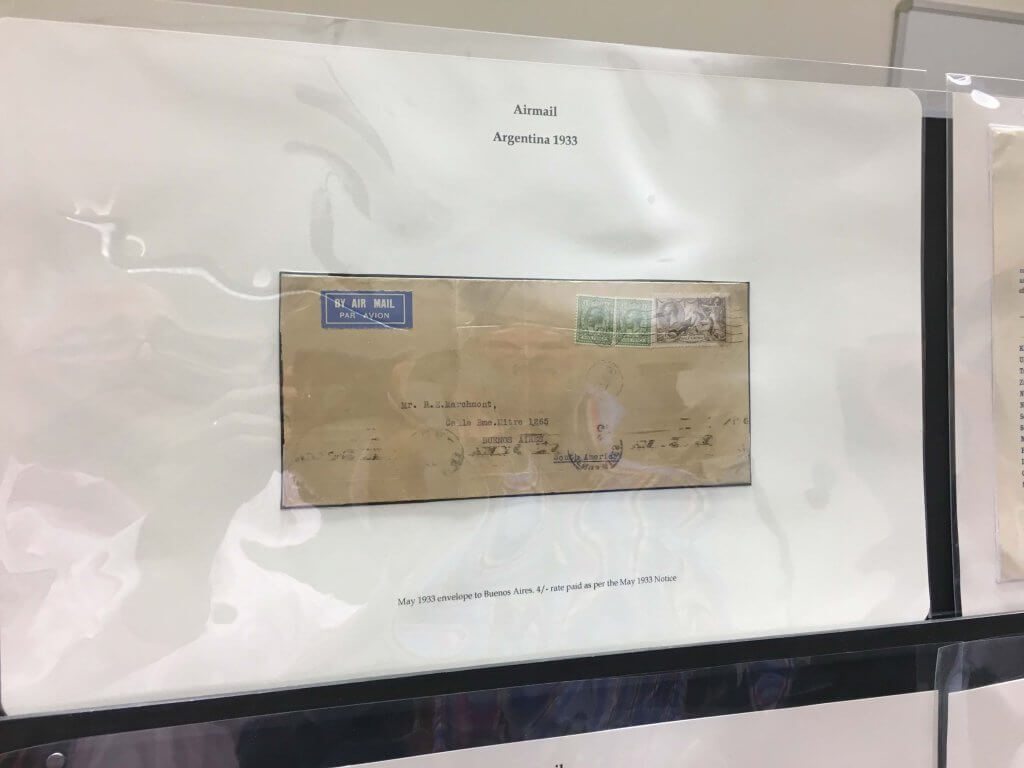 Airmail
Argentina 1933
BY AIR MAIL
PAR AVION
Mr. R.E.Marchmont,
Calle Bme.Mitre 1265
BUENOS AIRES
South America
May 1933 envelope to Buenos Aires. 4/- rate paid as per the May 1933 Notice